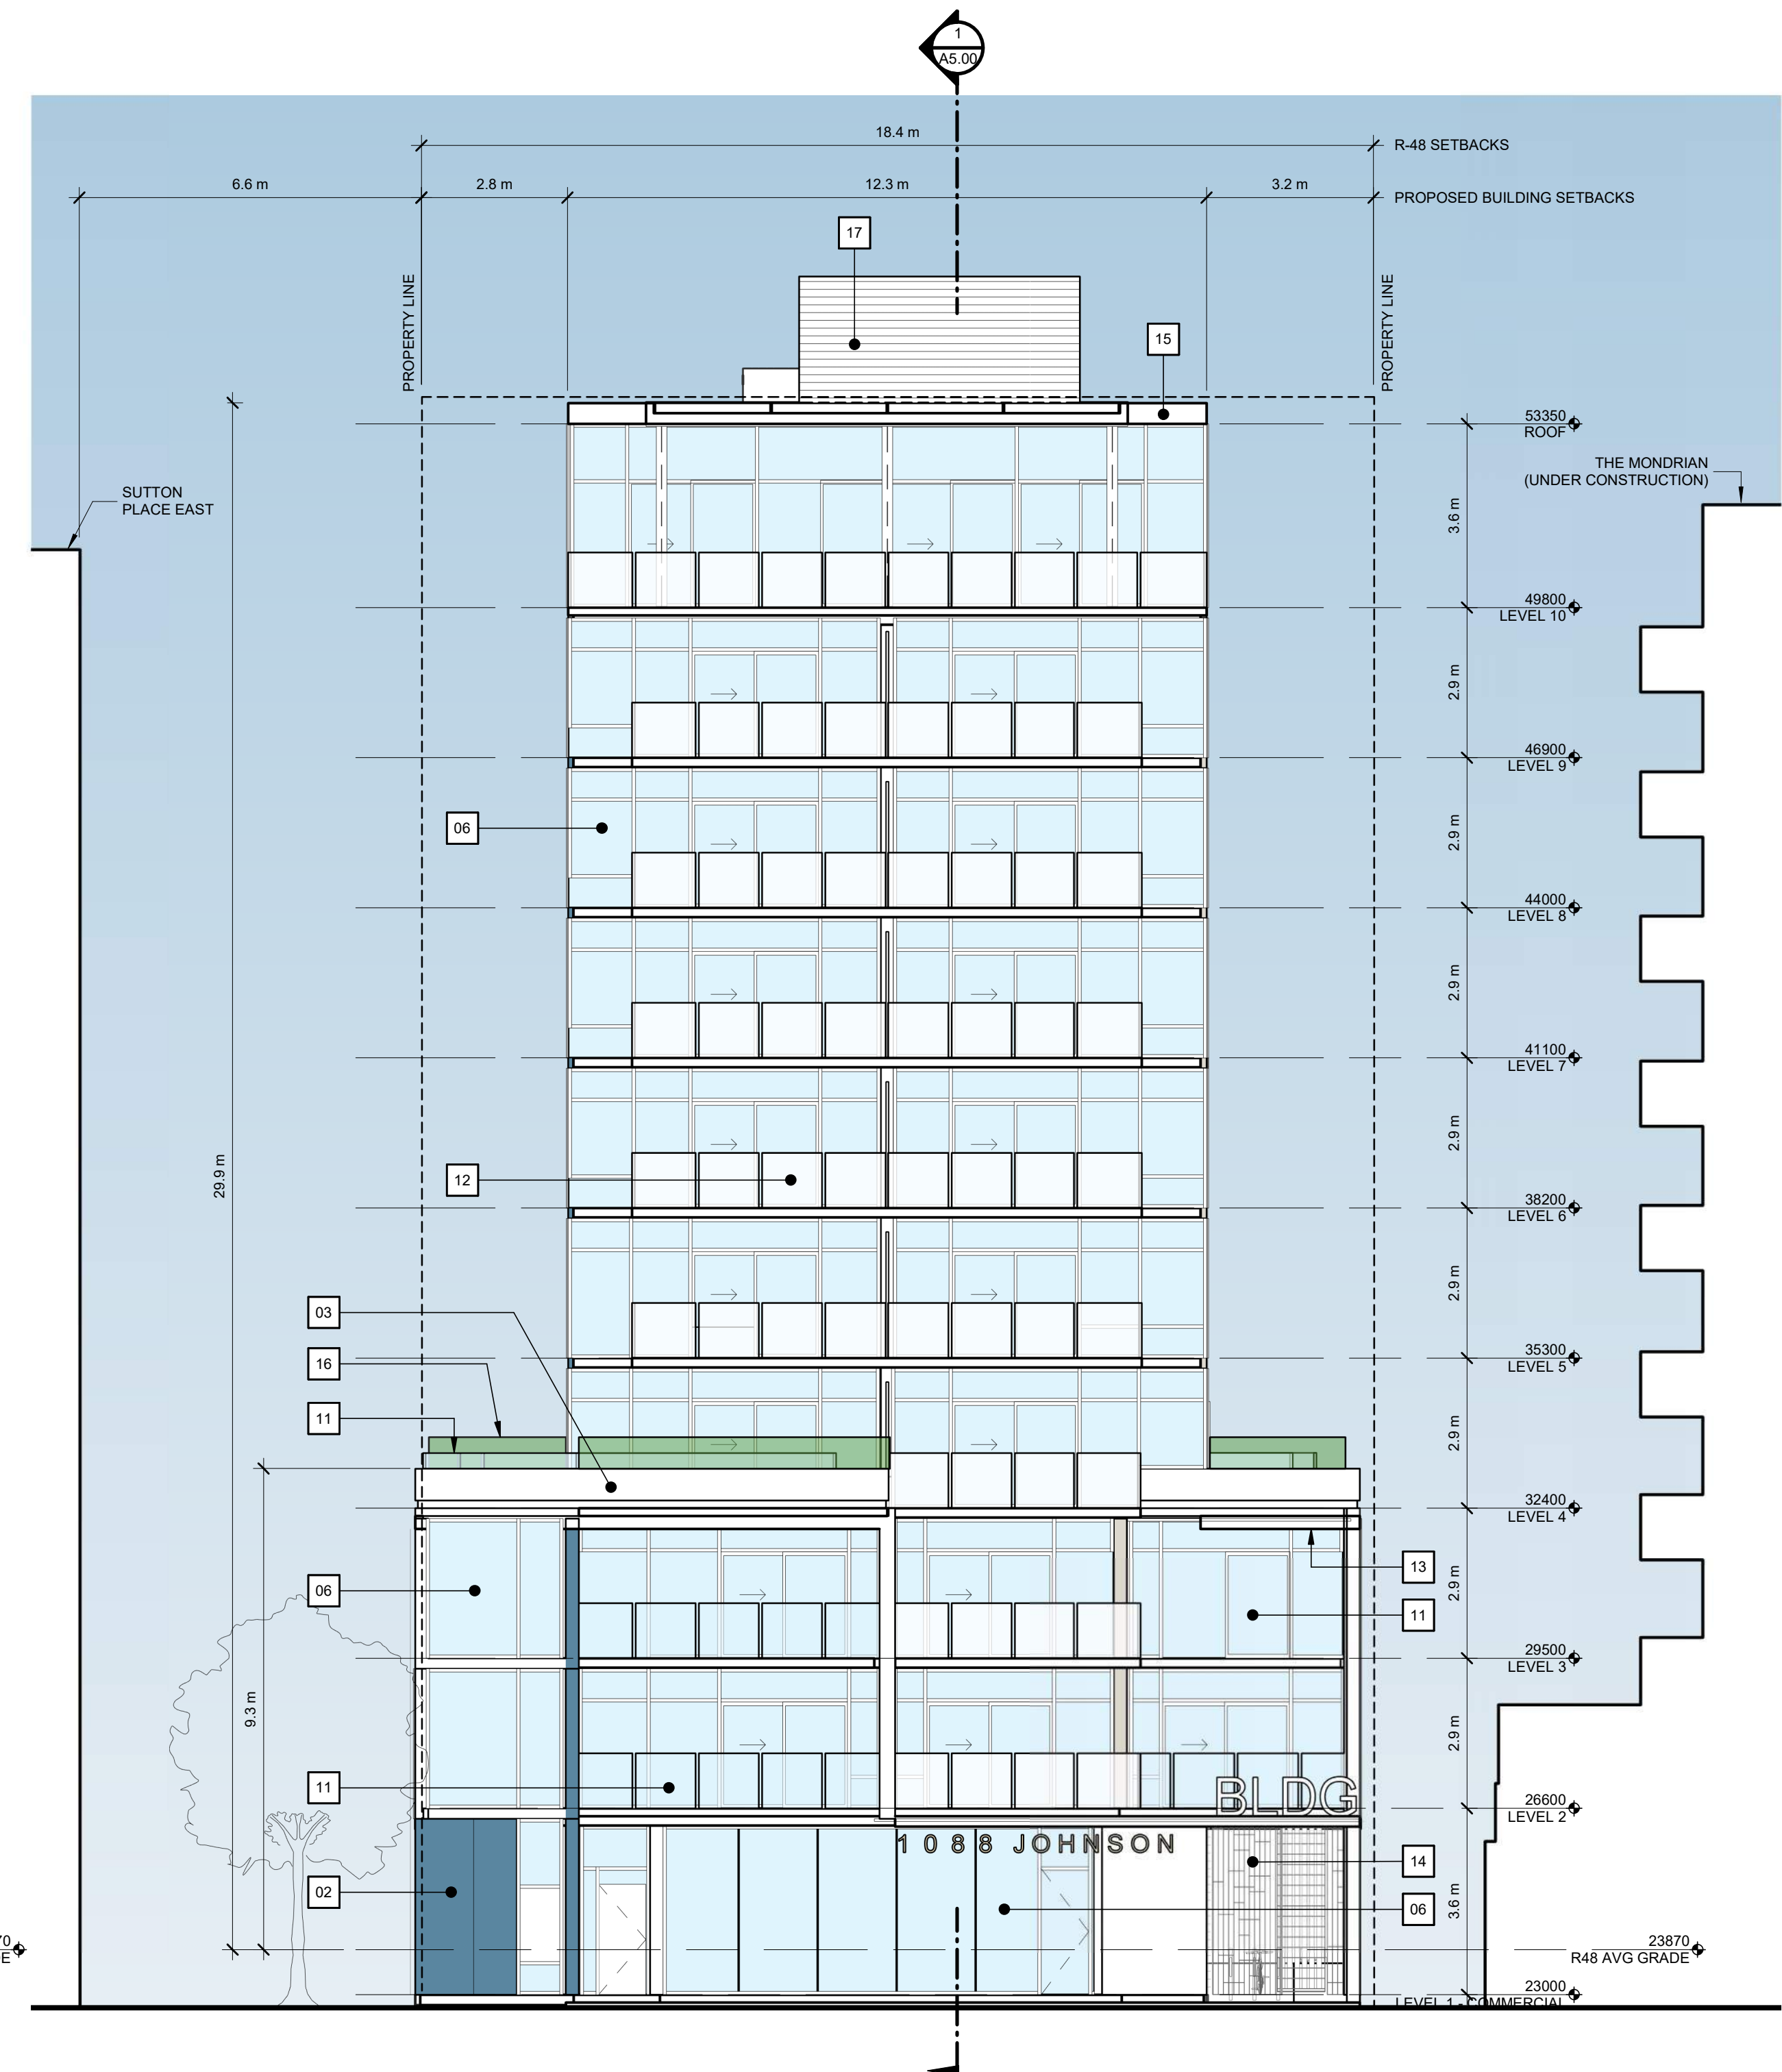 1
A5.00
18.4 m
R-48 SETBACKS
6.6 m
2.8 m
12.3 m
3.2 m
PROPOSED BUILDING SETBACKS
17
PROPERTY LINE
PROPERTY LINE
15
53350
ROOF
THE MONDRIAN
(UNDER CONSTRUCTION)
SUTTON
PLACE EAST
3.6 m
49800
LEVEL 10
2.9 m
46900
LEVEL 9
06
2.9 m
44000
LEVEL 8
2.9 m
41100
LEVEL 7
2.9 m
12
29.9 m
38200
LEVEL 6
2.9 m
03
16
35300
LEVEL 5
11
2.9 m
32400
LEVEL 4
13
06
2.9 m
11
29500
LEVEL 3
9.3 m
2.9 m
11
BLDG
26600
LEVEL 2
1088 JOHNSON
14
02
06
3.6 m
70
E
23870
R48 AVG GRADE
23000
LEVEL 1 - COMMERCIAL